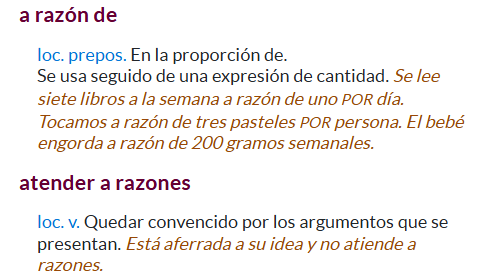 a razón de
loc. prepos. En la proporción de.
Se usa seguido de una expresión de cantidad. Se lee
siete libros a la semana a razón de uno POR día.
Tocamos a razón de tres pasteles POR persona. El bebé
engorda a razón de 200 gramos semanales.
atender a razones
loc. v. Quedar convencido por los argumentos que se
presentan. Está aferrada a su idea y no atiende a
razones.